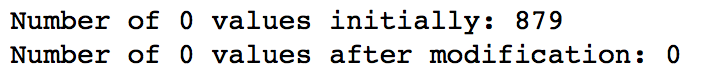 Number of 0 values initially: 879
Number of 0 values after modification: 0